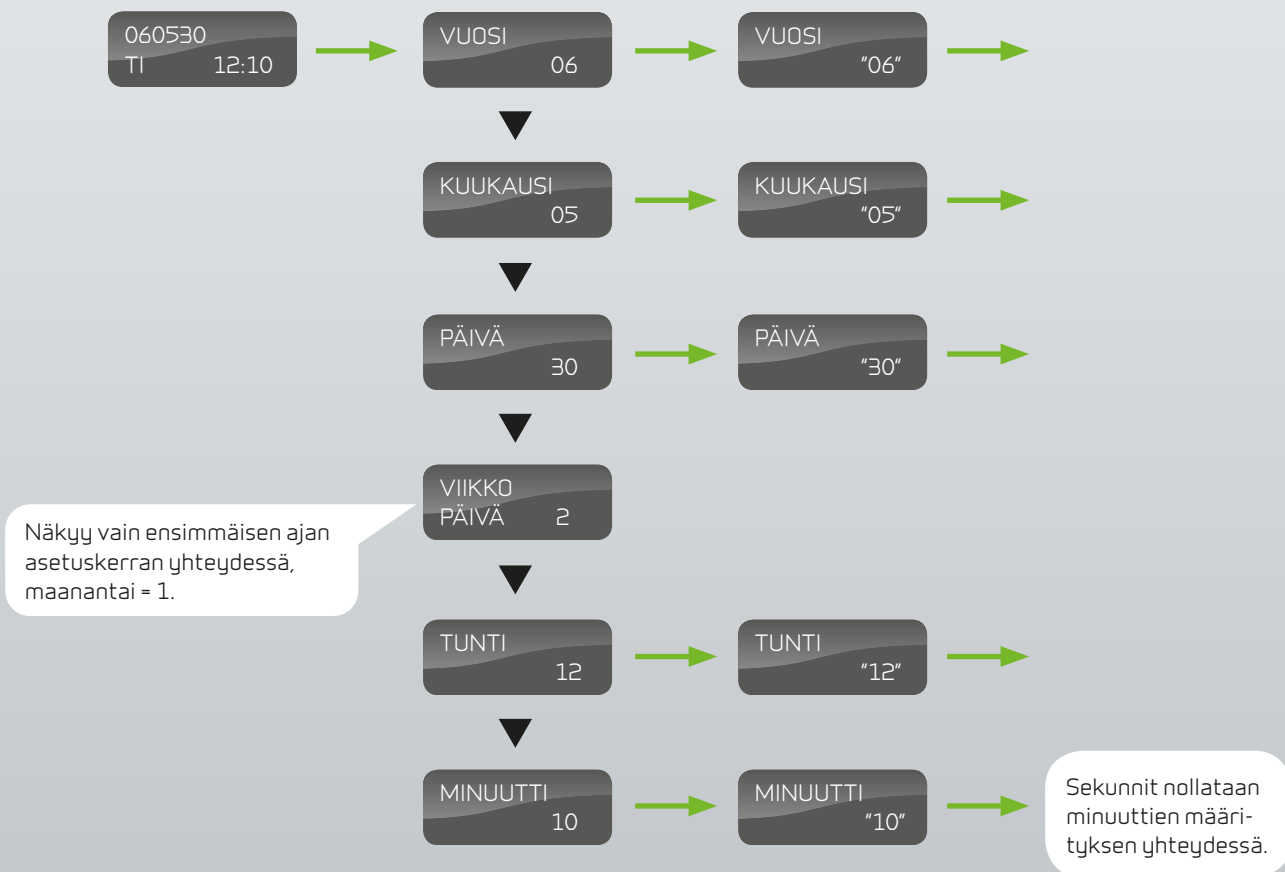 060530
TI 12:10
VUOSI
06
VUOSI
"06"
KUUKAUSI
05
KUUKAUSI
"05"
PÄIVÄ
30
PÄIVÄ
"30"
VIIKKO
PÄIVÄ 2
Näkyy vain ensimmäisen ajan
asetuskerran yhteydessä,
maanantai = 1.
TUNTI
12
TUNTI
"12"
MINUUTTI
10
MINUUTTI
"10"
Sekunnit nollataan
minuuttien määri-
tyksen yhteydessä.